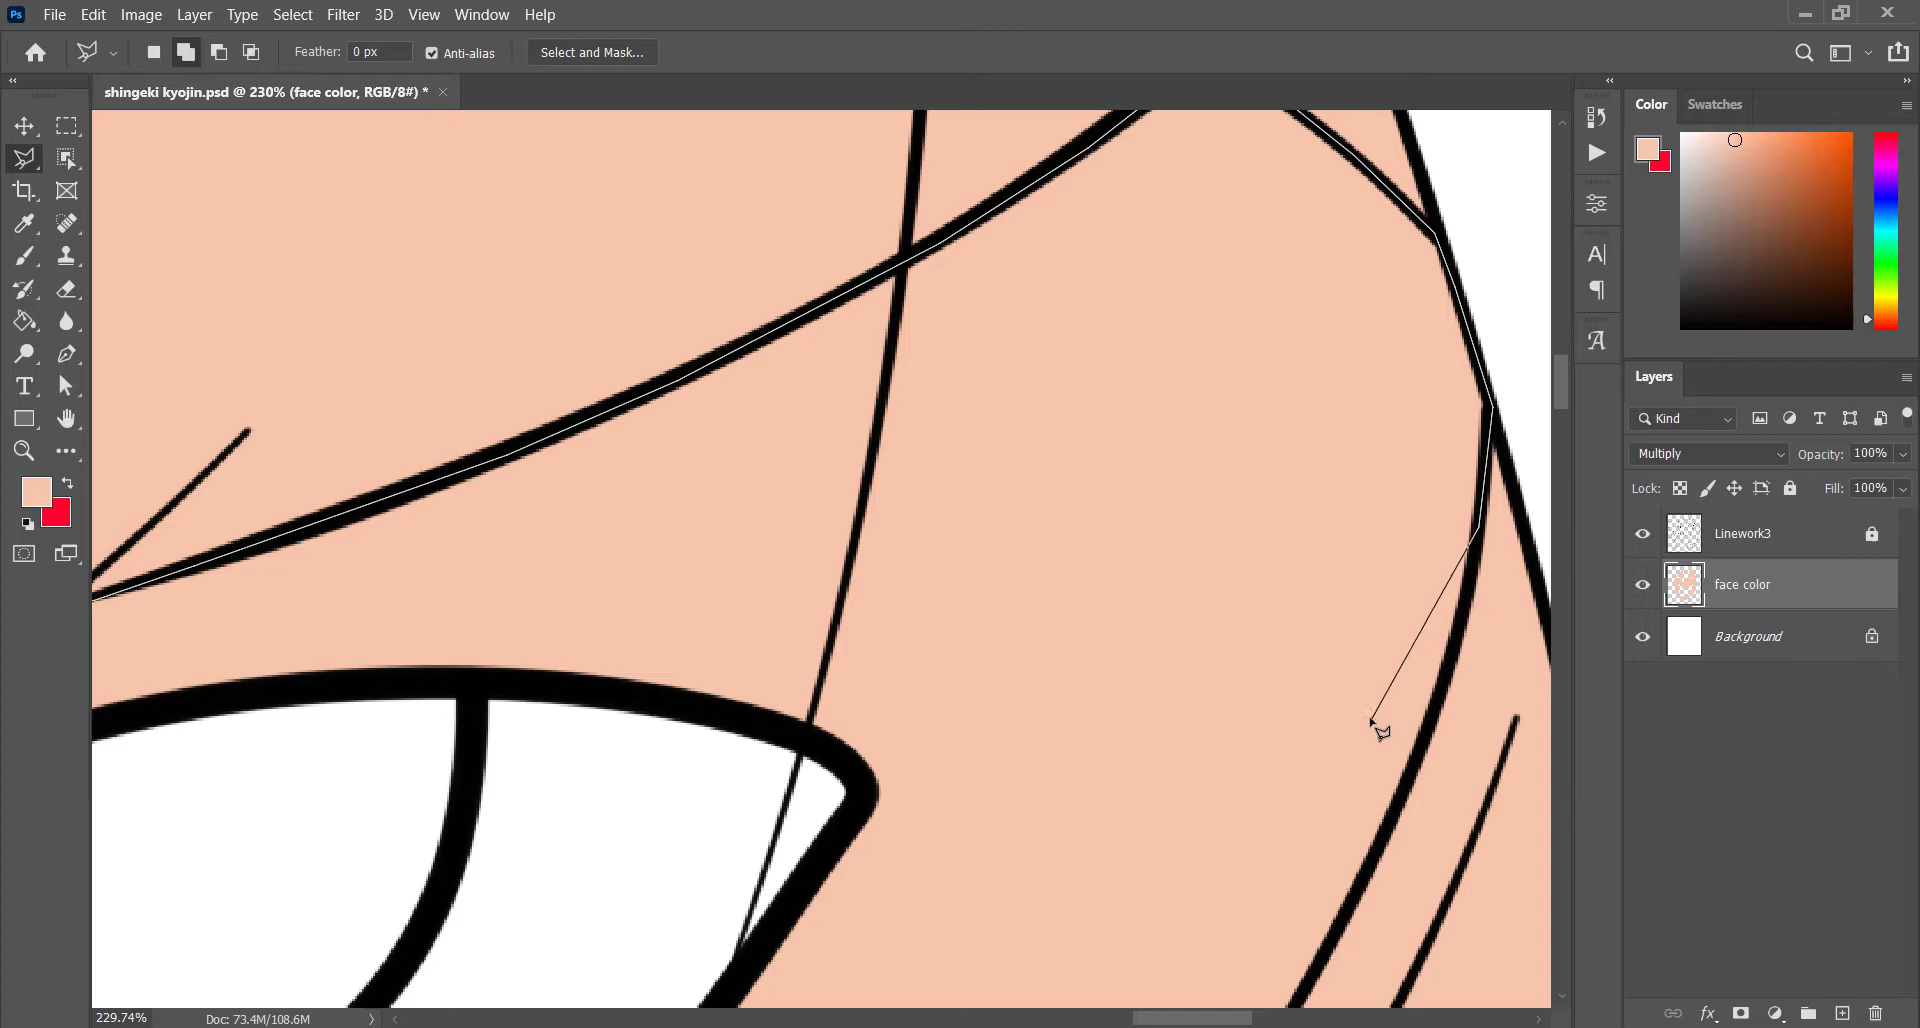 Ps File Edit Image Layer Type Select Filter 3D View Window Help
Feather: 0 px Anti-alias Select and Mask...
shingeki kyojin.psd @ 230% (face color, RGB/8#) *
Color Swatches
Layers
Kind
Multiply Opacity: 100%
Lock: Fill: 100%
Linework3
face color
Background
229.74% Doc: 73.4M/108.6M